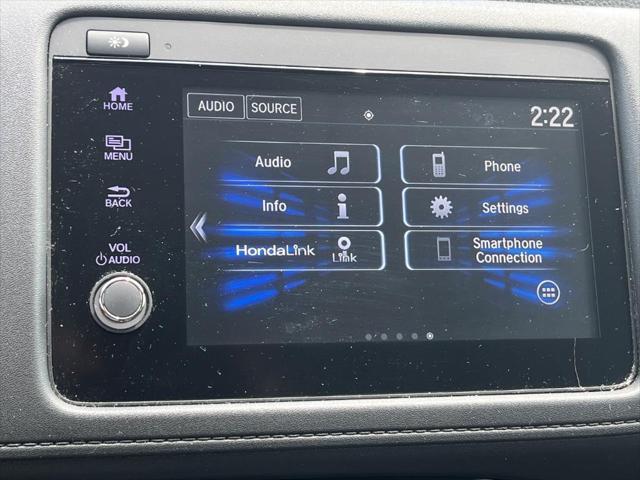 HOME
MENU
BACK
VOL
AUDIO
AUDIO SOURCE
2:22
Audio
Phone
Info
Settings
HondaLink
Link
Smartphone
Connection